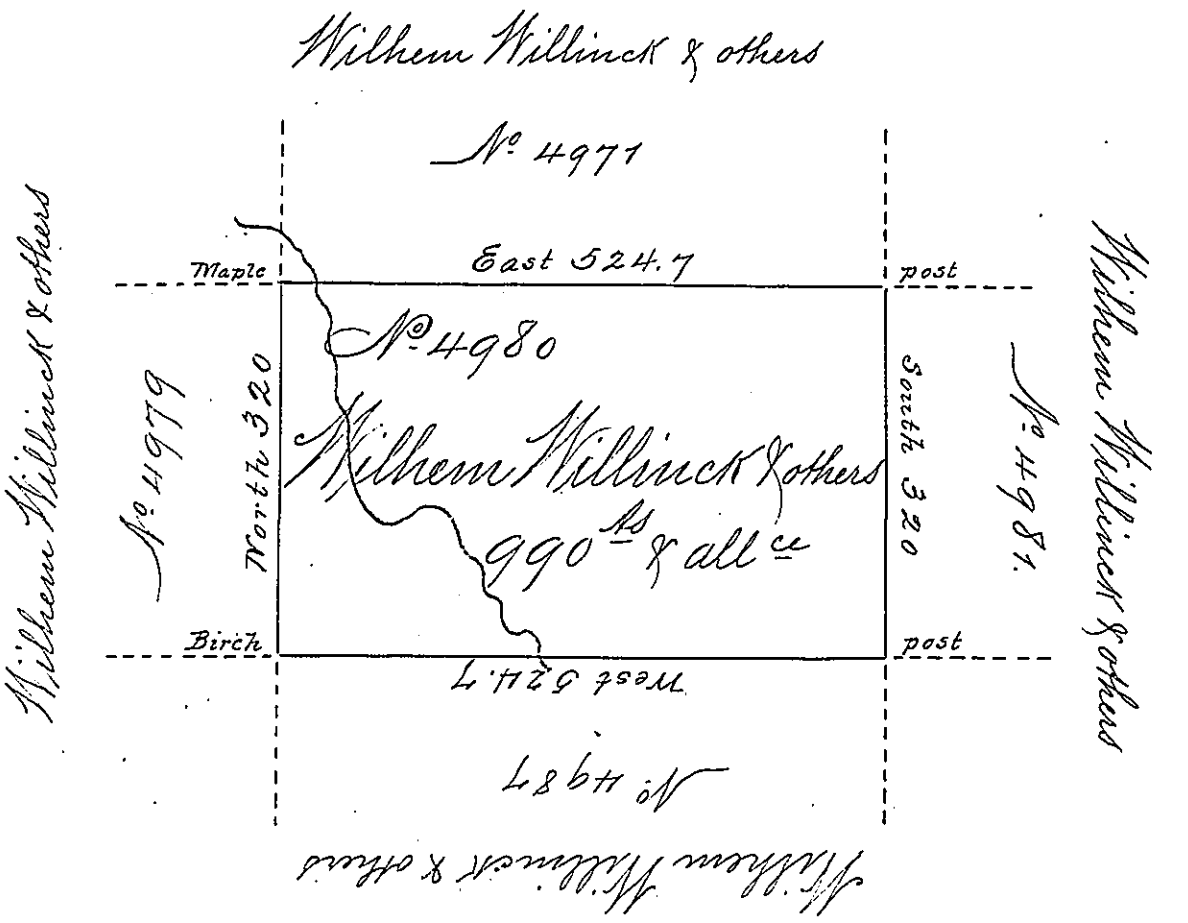 Wilhem Willinck & others
No 4971
East 524.7
Maple
post
No 4980
Wilhem Willinck & others
990 As & all ce
North 320
South 320
No 4979
Wilhem Willinck & others
No 4981.
Wilhem Willinck & others
Birch
post
West 524.7
No 4987
Wilhem Willinck & others